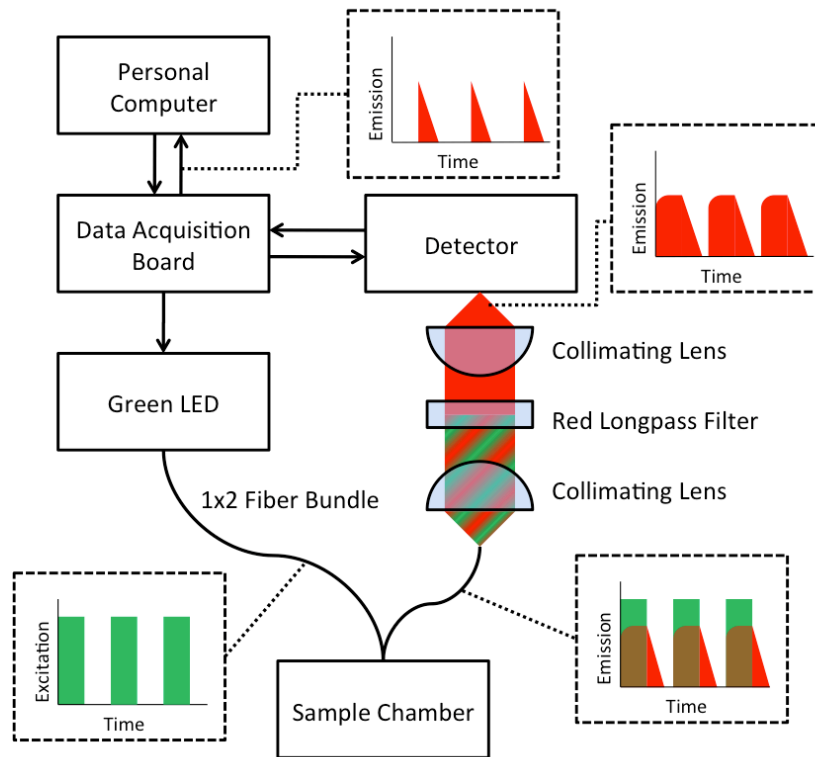 Personal
Computer
Emission
Time
Emission
Time
Data Acquisition
Board
Detector
Collimating Lens
Green LED
Red Longpass Filter
1x2 Fiber Bundle
Collimating Lens
Excitation
Time
Emission
Time
Sample Chamber